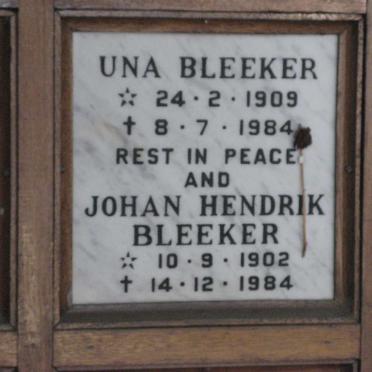 UNA BLEEKER
☆ 24·2·1909
✝ 8·7·1984
REST IN PEACE
AND
JOHAN HENDRIK
BLEEKER
☆ 10·9·1902
✝ 14·12·1984